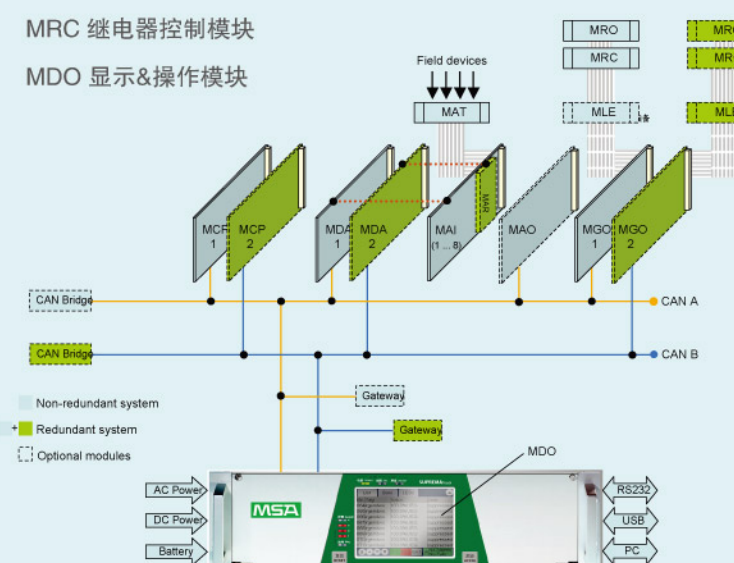 MRC 继电器控制模块
MDO 显示&操作模块
Field devices
MAT
MRO
MRC
MLE
MCP
1
MCP
2
MDA
1
MDA
2
MAI
(1 ... 8)
MAR
MAO
MGO
1
MGO
2
CAN Bridge
CAN A
CAN Bridge
CAN B
Gateway
Gateway
Non-redundant system
+
Redundant system
Optional modules
MDO
AC Power
DC Power
Battery
MSA
SUPREMA
RS232
USB
PC